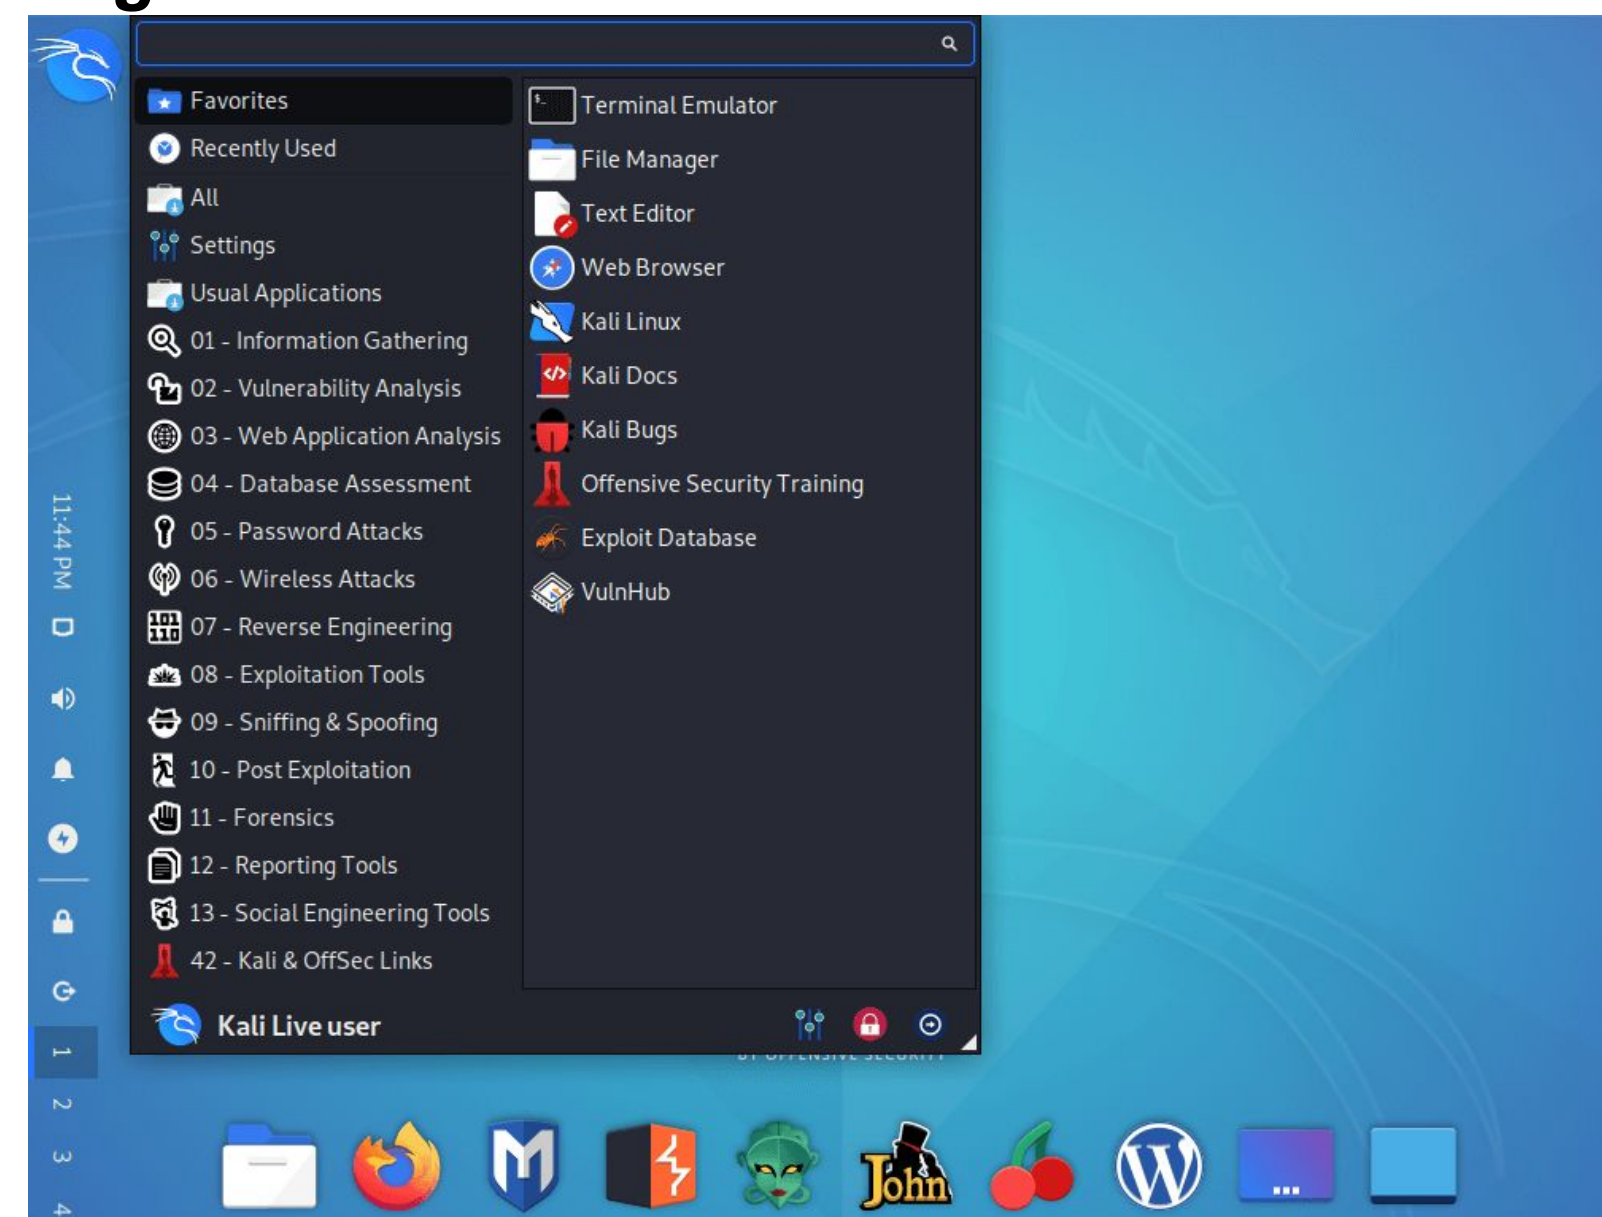 Favorites
Recently Used
All
Settings
Usual Applications
01 - Information Gathering
02 - Vulnerability Analysis
03 - Web Application Analysis
04 - Database Assessment
05 - Password Attacks
06 - Wireless Attacks
07 - Reverse Engineering
08 - Exploitation Tools
09 - Sniffing & Spoofing
10 - Post Exploitation
11 - Forensics
12 - Reporting Tools
13 - Social Engineering Tools
42 - Kali & OffSec Links
Terminal Emulator
File Manager
Text Editor
Web Browser
Kali Linux
Kali Docs
Kali Bugs
Offensive Security Training
Exploit Database
VulnHub
Kali Live user
BY OFFENSIVE SECURITY
11:44 PM
1
2
3
4
John